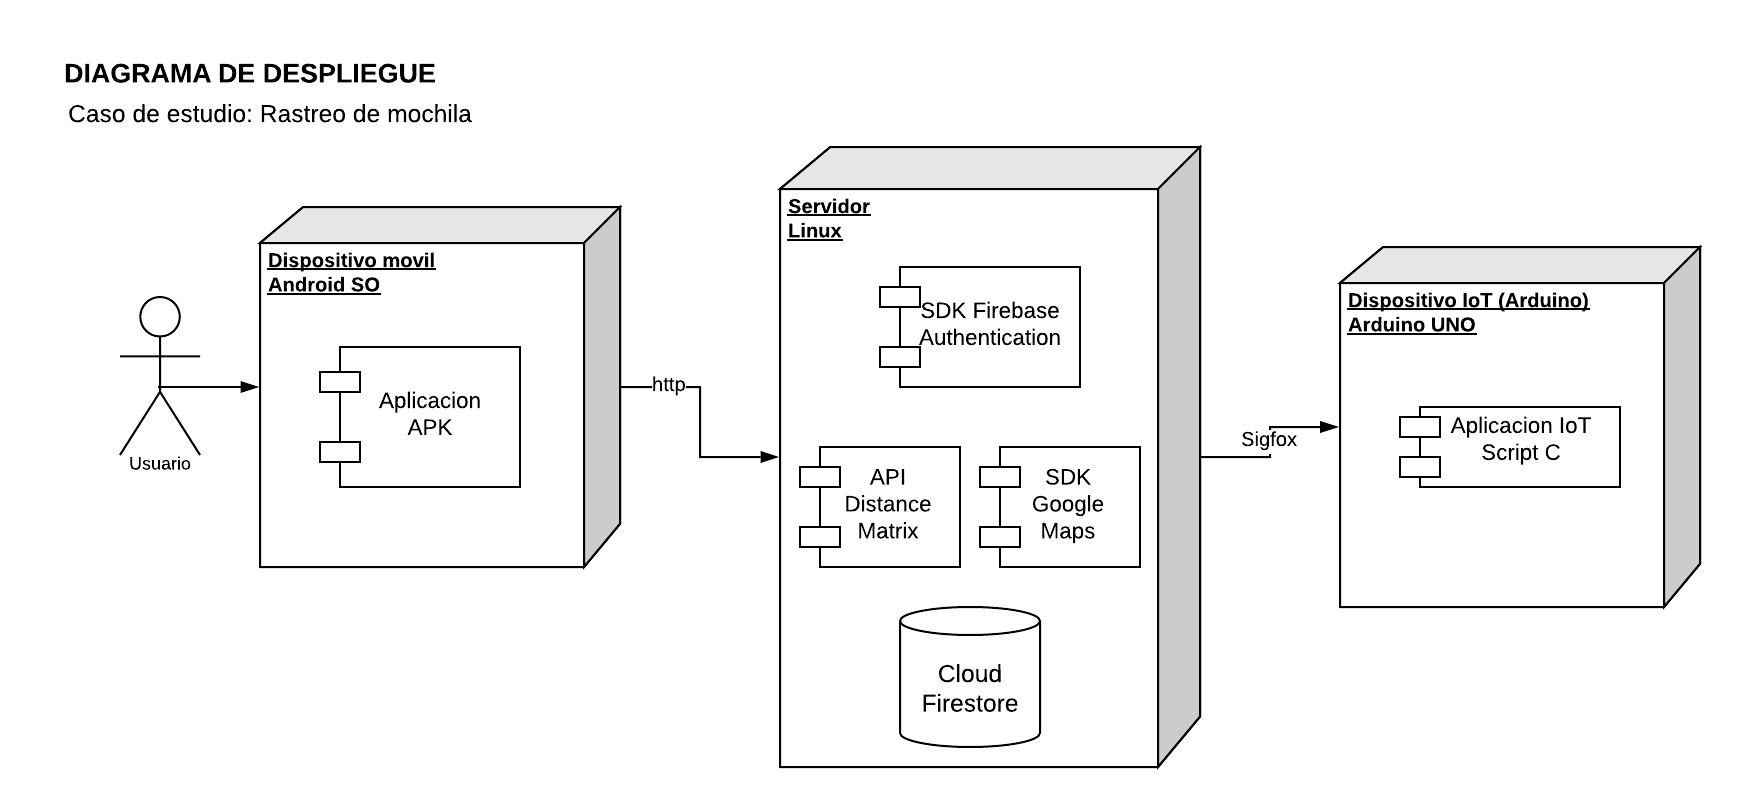 DIAGRAMA DE DESPLIEGUE
Caso de estudio: Rastreo de mochila
Usuario
Dispositivo movil
Android SO
Aplicacion
APK
http
Servidor
Linux
SDK Firebase
Authentication
API
Distance
Matrix
SDK
Google
Maps
Cloud
Firestore
Sigfox
Dispositivo IoT (Arduino)
Arduino UNO
Aplicacion IoT
Script C